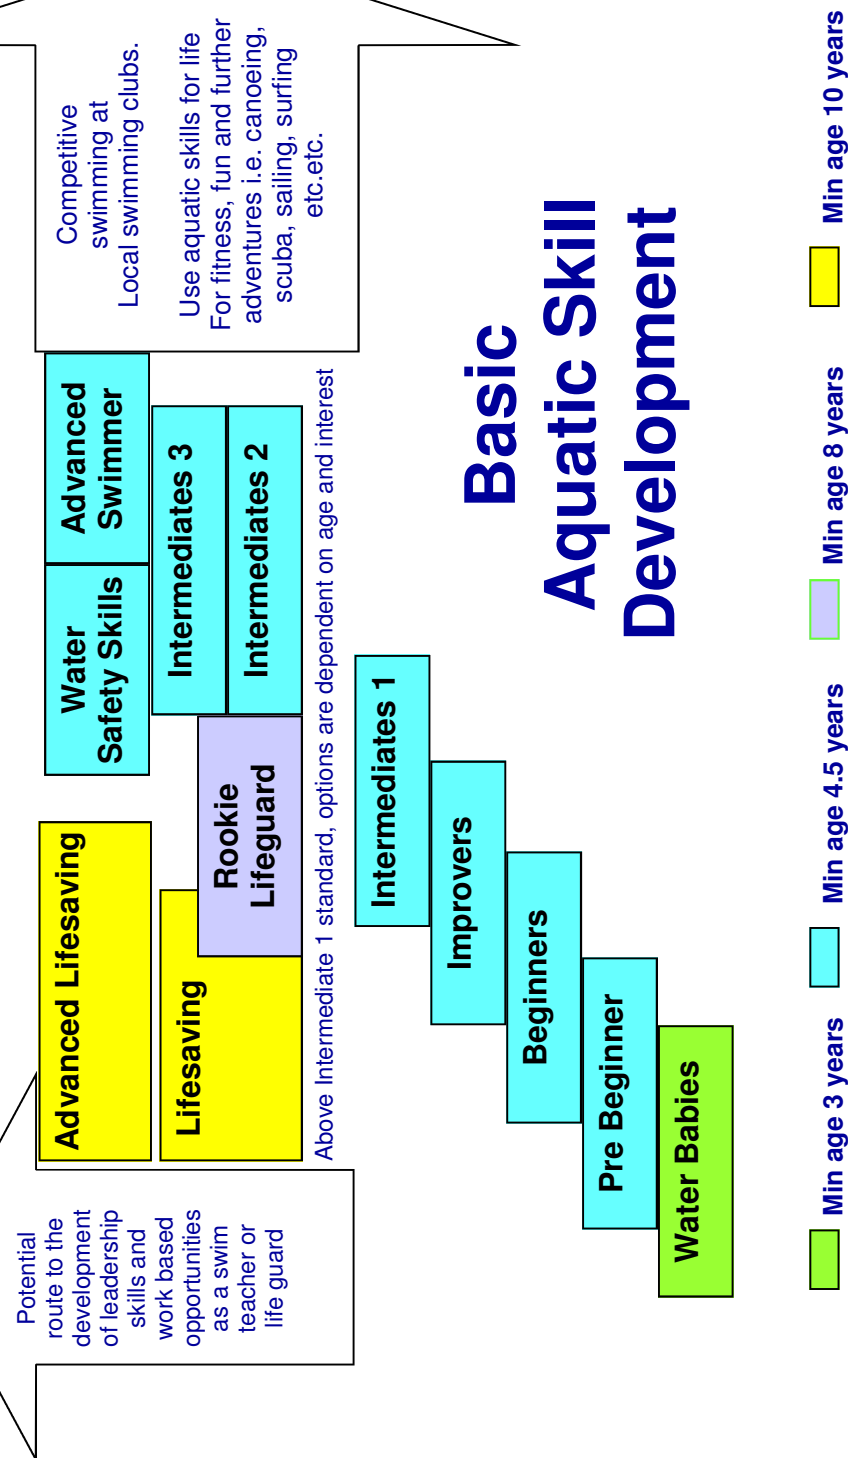 Potential
route to the
development
of leadership
skills and
work based
opportunities
as a swim
teacher or
life guard
Advanced Lifesaving
Lifesaving
Rookie
Lifeguard
Water
Safety Skills
Advanced
Swimmer
Intermediates 3
Intermediates 2
Competitive
swimming at
Local swimming clubs.
Use aquatic skills for life
For fitness, fun and further
adventures i.e. canoeing,
scuba, sailing, surfing
etc.etc.
Above Intermediate 1 standard, options are dependent on age and interest
Intermediates 1
Improvers
Beginners
Pre Beginner
Water Babies
Basic
Aquatic Skill
Development
Min age 3 years
Min age 4.5 years
Min age 8 years
Min age 10 years